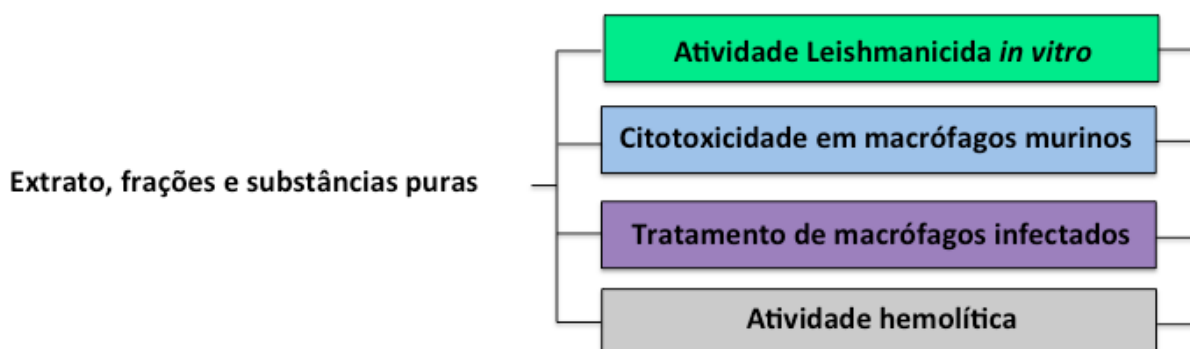 Atividade Leishmanicida in vitro
Citotoxicidade em macrófagos murinos
Extrato, frações e substâncias puras
Tratamento de macrófagos infectados
Atividade hemolítica